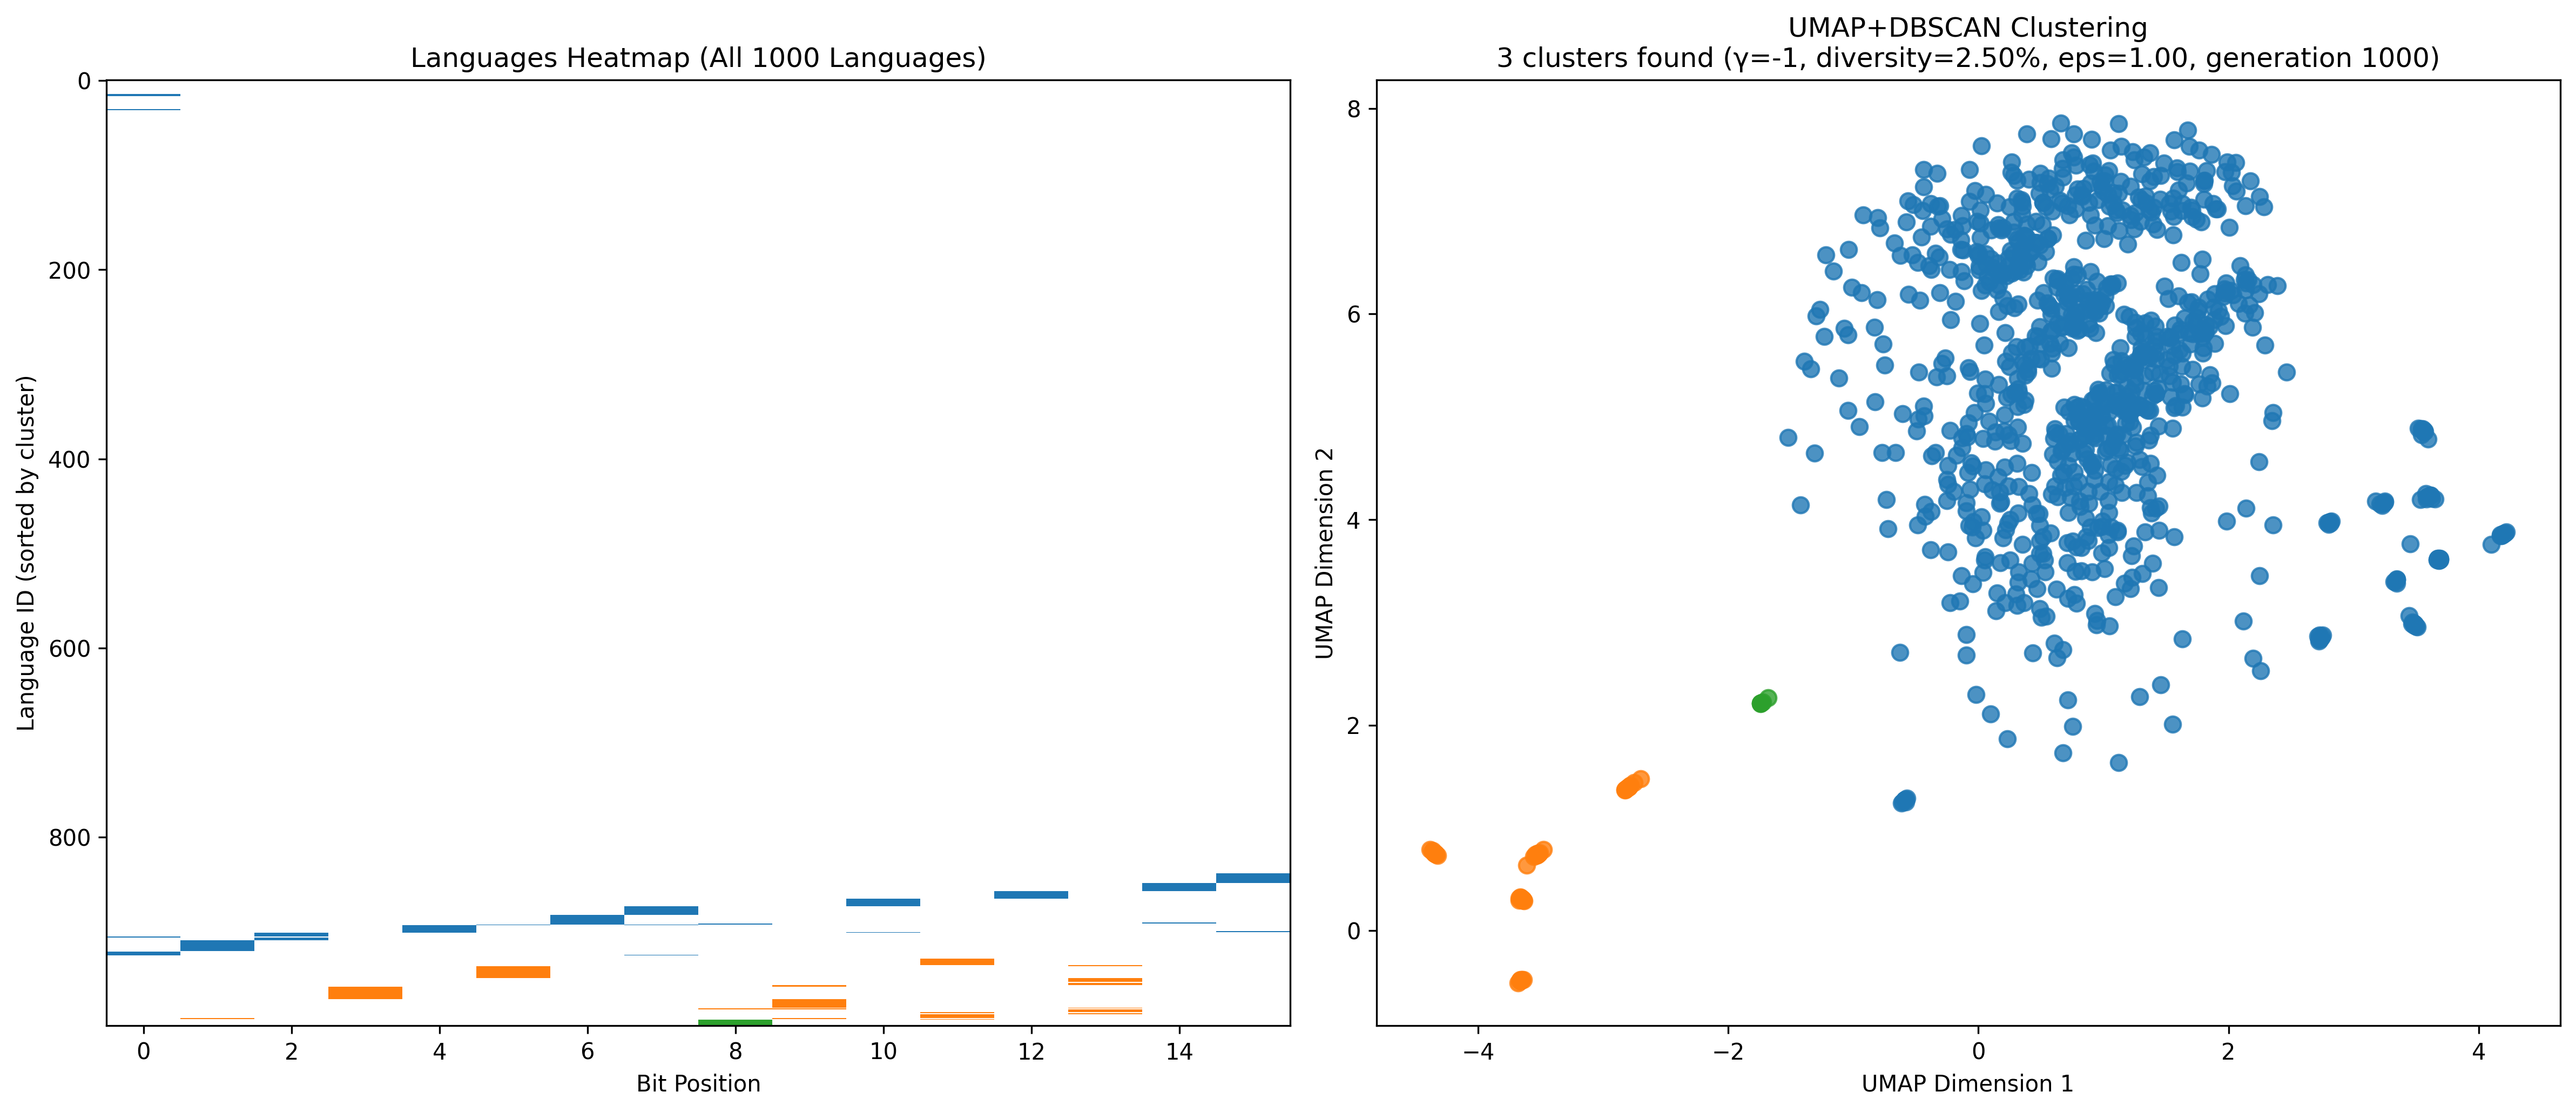 Languages Heatmap (All 1000 Languages)
0
200
400
600
800
Language ID (sorted by cluster)
0 2 4 6 8 10 12 14
Bit Position
UMAP+DBSCAN Clustering
3 clusters found (γ=-1, diversity=2.50%, eps=1.00, generation 1000)
8
6
4
2
0
UMAP Dimension 2
−4 −2 0 2 4
UMAP Dimension 1